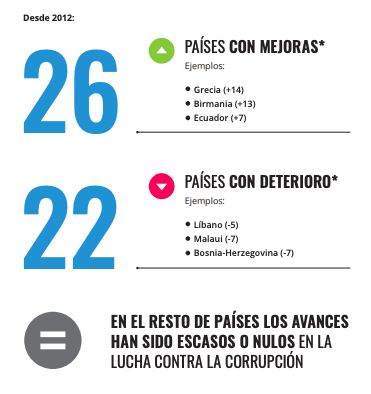 Desde 2012:
26
PAÍSES CON MEJORAS*
Ejemplos:
• Grecia (+14)
• Birmania (+13)
• Ecuador (+7)
22
PAÍSES CON DETERIORO*
Ejemplos:
• Líbano (-5)
• Malaui (-7)
• Bosnia-Herzegovina (-7)
EN EL RESTO DE PAÍSES LOS AVANCES
HAN SIDO ESCASOS O NULOS EN LA
LUCHA CONTRA LA CORRUPCIÓN